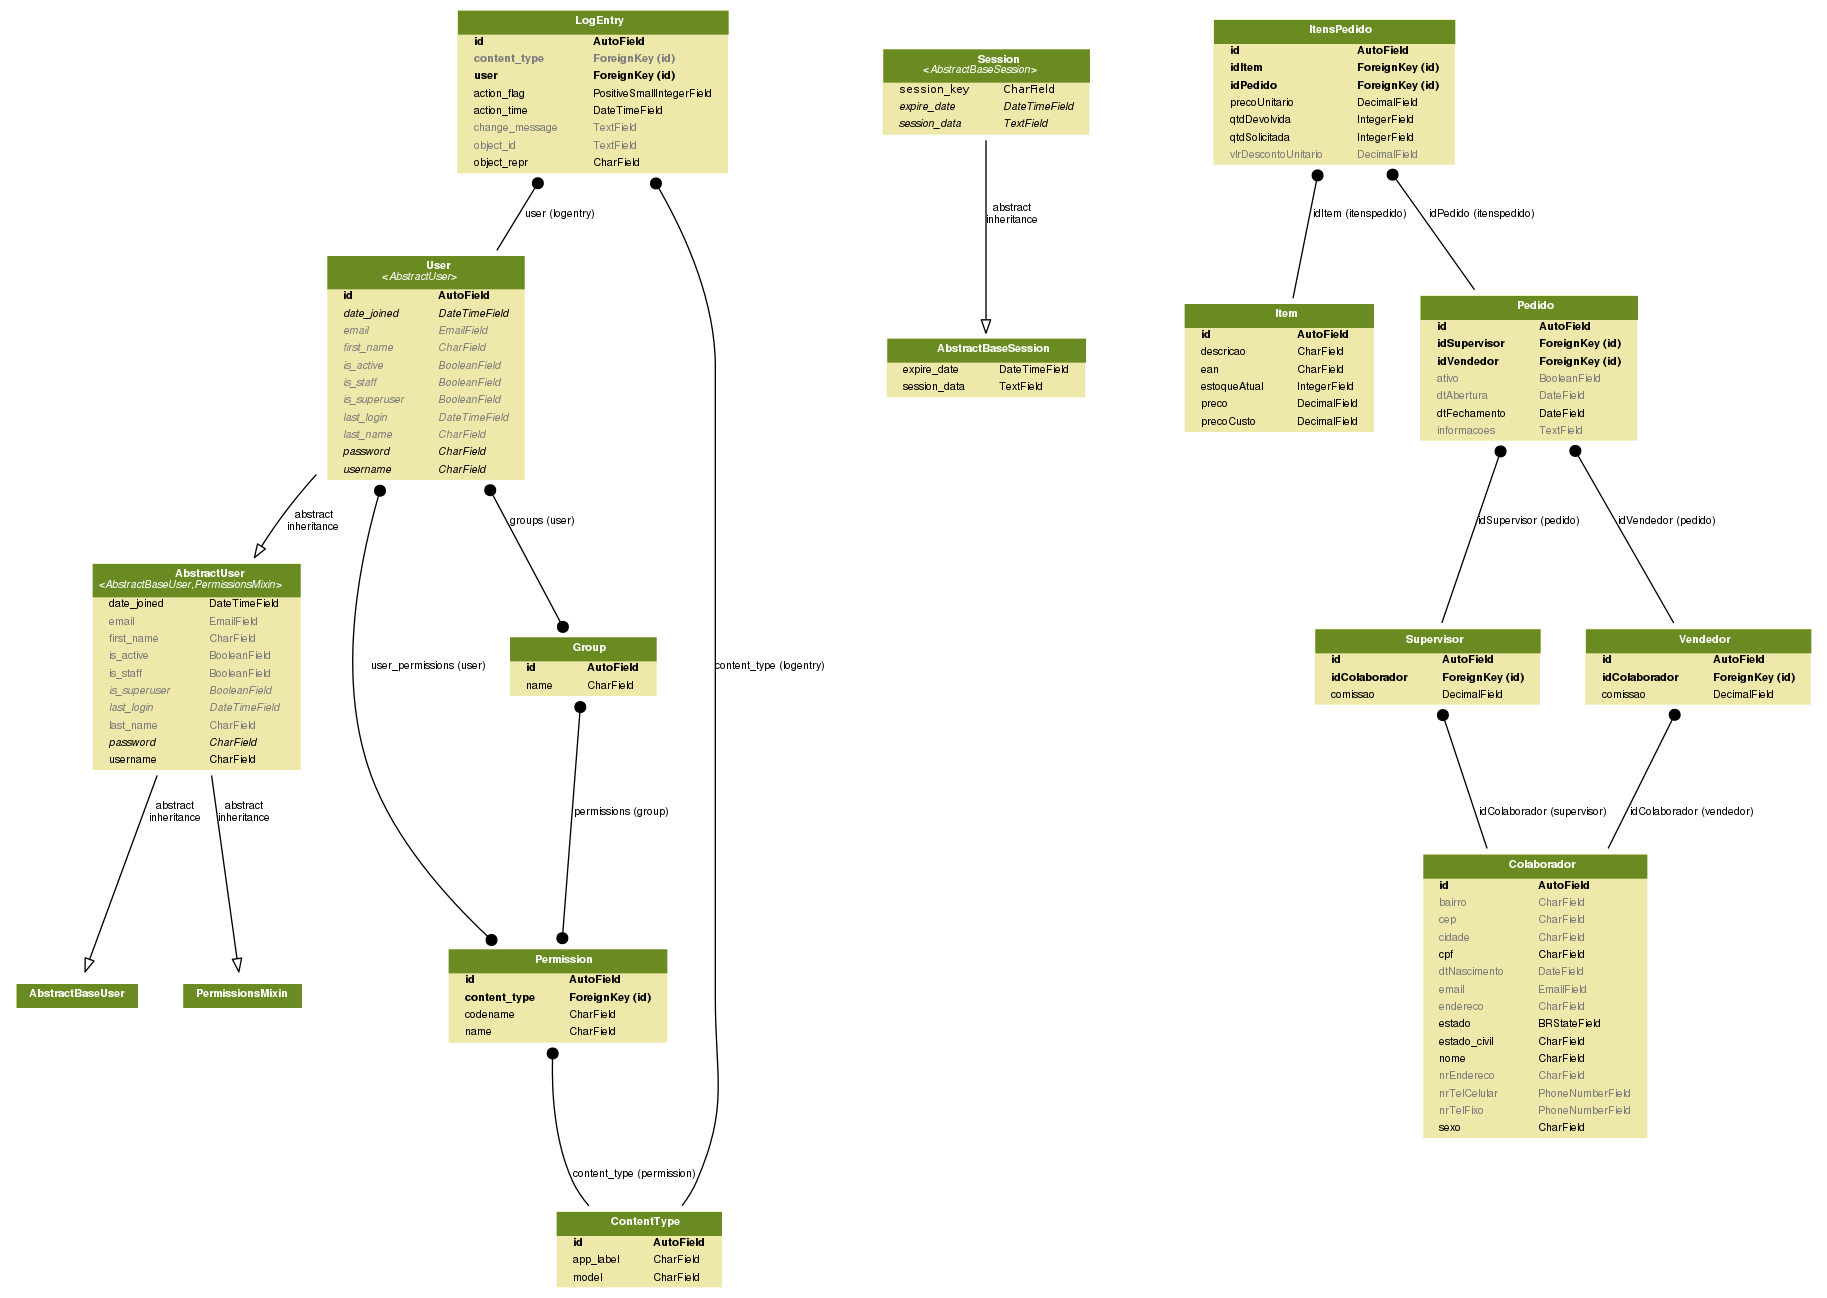 LogEntry
id AutoField
content_type ForeignKey (id)
user ForeignKey (id)
action_flag PositiveSmallIntegerField
action_time DateTimeField
change_message TextField
object_id TextField
object_repr CharField
user (logentry)
User
<AbstractUser>
id AutoField
date_joined DateTimeField
email EmailField
first_name CharField
is_active BooleanField
is_staff BooleanField
is_superuser BooleanField
last_login DateTimeField
last_name CharField
password CharField
username CharField
abstract
inheritance
groups (user)
AbstractUser
<AbstractBaseUser,PermissionsMixin>
date_joined DateTimeField
email EmailField
first_name CharField
is_active BooleanField
is_staff BooleanField
is_superuser BooleanField
last_login DateTimeField
last_name CharField
password CharField
username CharField
user_permissions (user)
Group
id AutoField
name CharField
content_type (logentry)
abstract
inheritance
abstract
inheritance
permissions (group)
AbstractBaseUser
PermissionsMixin
Permission
id AutoField
content_type ForeignKey (id)
codename CharField
name CharField
content_type (permission)
ContentType
id AutoField
app_label CharField
model CharField
Session
<AbstractBaseSession>
session_key CharField
expire_date DateTimeField
session_data TextField
abstract
inheritance
AbstractBaseSession
expire_date DateTimeField
session_data TextField
ItensPedido
id AutoField
idItem ForeignKey (id)
idPedido ForeignKey (id)
precoUnitario DecimalField
qtdDevolvida IntegerField
qtdSolicitada IntegerField
vlrDescontoUnitario DecimalField
idItem (itenspedido)
idPedido (itenspedido)
Item
id AutoField
descricao CharField
ean CharField
estoqueAtual IntegerField
preco DecimalField
precoCusto DecimalField
Pedido
id AutoField
idSupervisor ForeignKey (id)
idVendedor ForeignKey (id)
ativo BooleanField
dtAbertura DateField
dtFechamento DateField
informacoes TextField
idSupervisor (pedido)
idVendedor (pedido)
Supervisor
id AutoField
idColaborador ForeignKey (id)
comissao DecimalField
Vendedor
id AutoField
idColaborador ForeignKey (id)
comissao DecimalField
idColaborador (supervisor)
idColaborador (vendedor)
Colaborador
id AutoField
bairro CharField
cep CharField
cidade CharField
cpf CharField
dtNascimento DateField
email EmailField
endereco CharField
estado BRStateField
estado_civil CharField
nome CharField
nrEndereco CharField
nrTelCelular PhoneNumberField
nrTelFixo PhoneNumberField
sexo CharField